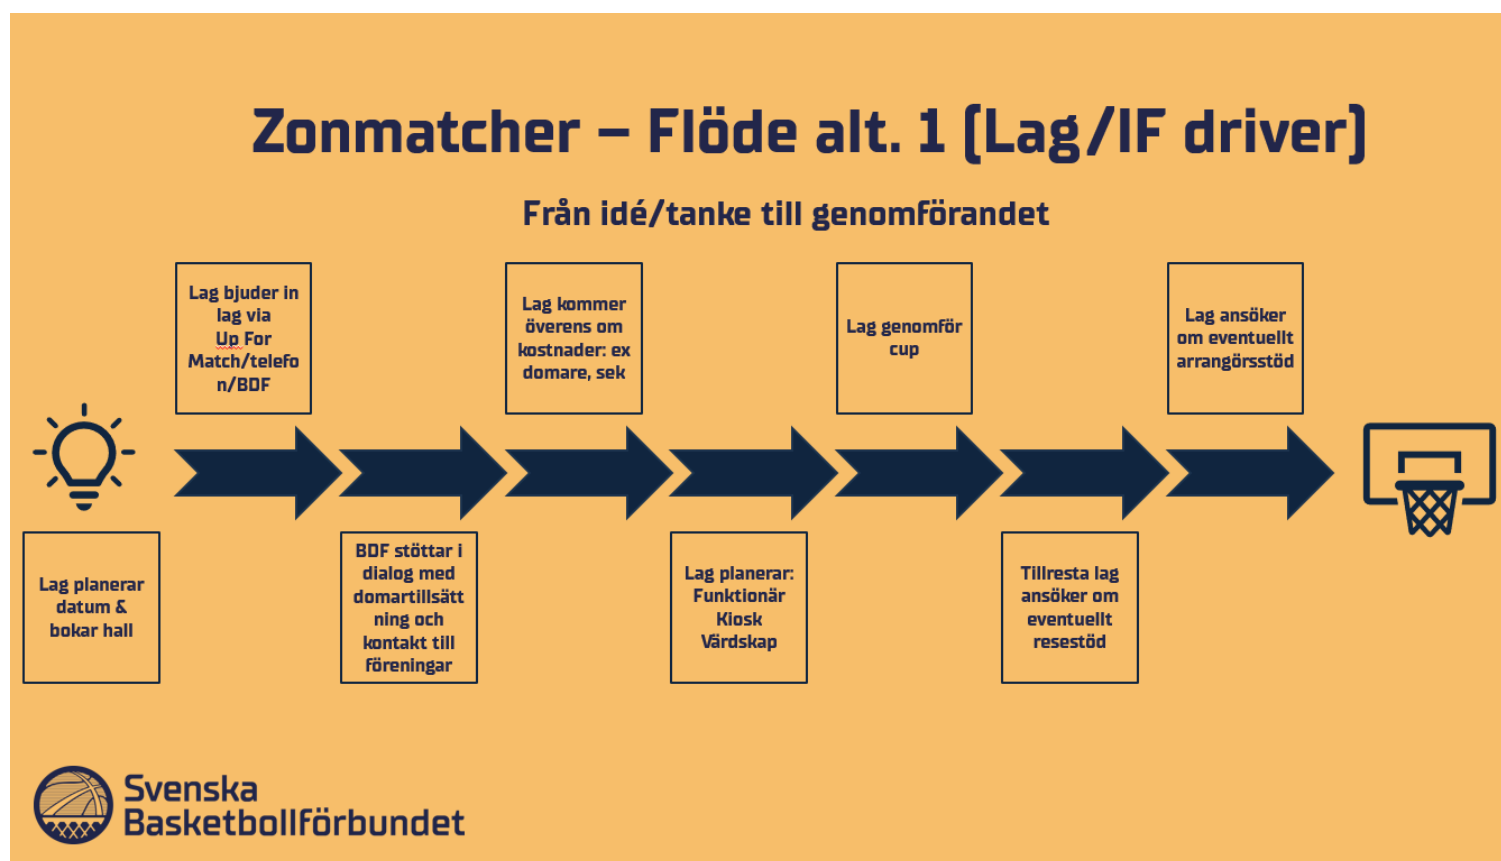 Zonmatcher – Flöde alt. 1 (Lag/IF driver)
Från idé/tanke till genomförandet
Lag planerar
datum &
bokar hall
Lag bjuder in
lag via
Up For
Match/telefo
n/BDF
BDF stöttar i
dialog med
domartillsätt
ning och
kontakt till
föreningar
Lag kommer
överens om
kostnader: ex
domare, sek
Lag planerar:
Funktionär
Kiosk
Värdskap
Lag genomför
cup
Tillresta lag
ansöker om
eventuellt
resestöd
Lag ansöker
om eventuellt
arrangörsstöd
Svenska
Basketbollförbundet